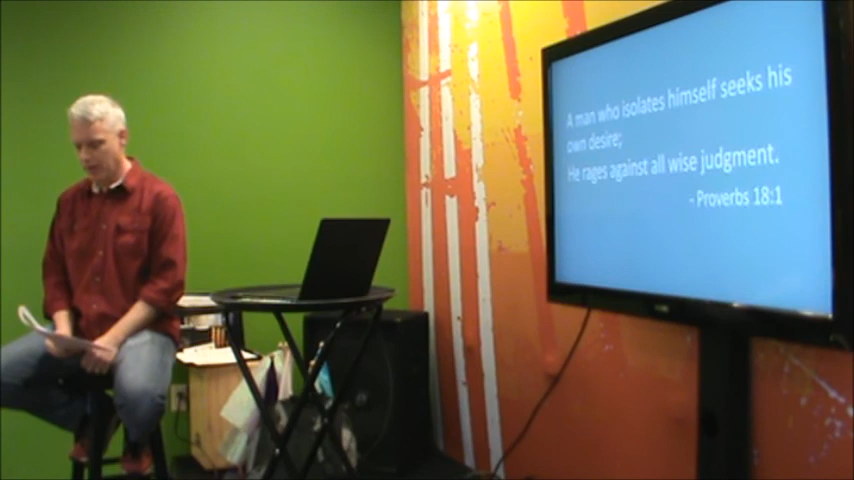 A man who isolates himself seeks his
own desire;
He rages against all wise judgment.
- Proverbs 18:1